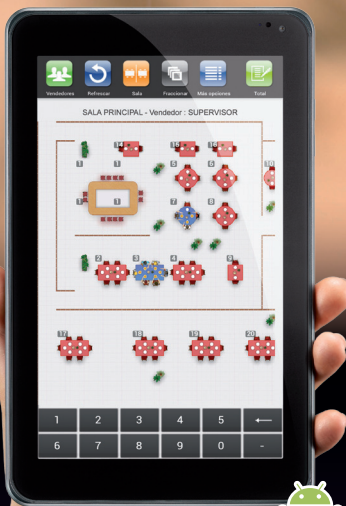 Vendedores Refrescar Sala Fraccionar Más opciones Total
SALA PRINCIPAL - Vendedor : SUPERVISOR
14 15 16
1 1 5 6 10
1 1 7 8
2 3 4 9
17 18 19 20
1 2 3 4 5 ←
6 7 8 9 0 -